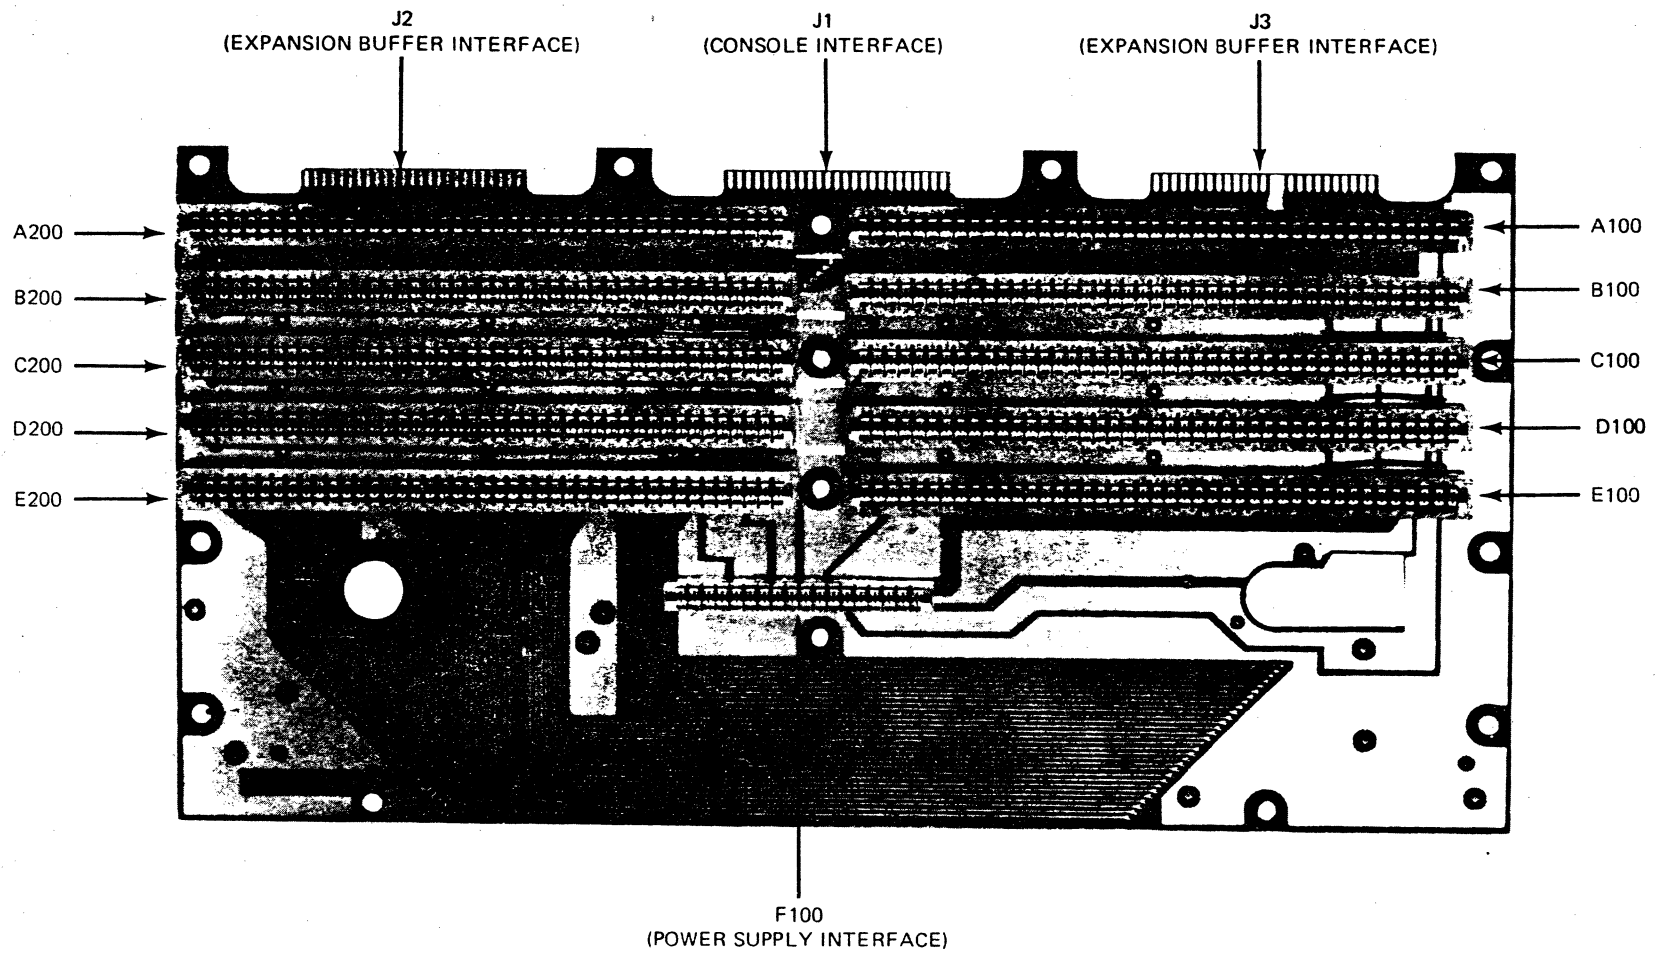 J2
(EXPANSION BUFFER INTERFACE)
J1
(CONSOLE INTERFACE)
J3
(EXPANSION BUFFER INTERFACE)
A200
A100
B200
B100
C200
C100
D200
D100
E200
E100
F100
(POWER SUPPLY INTERFACE)